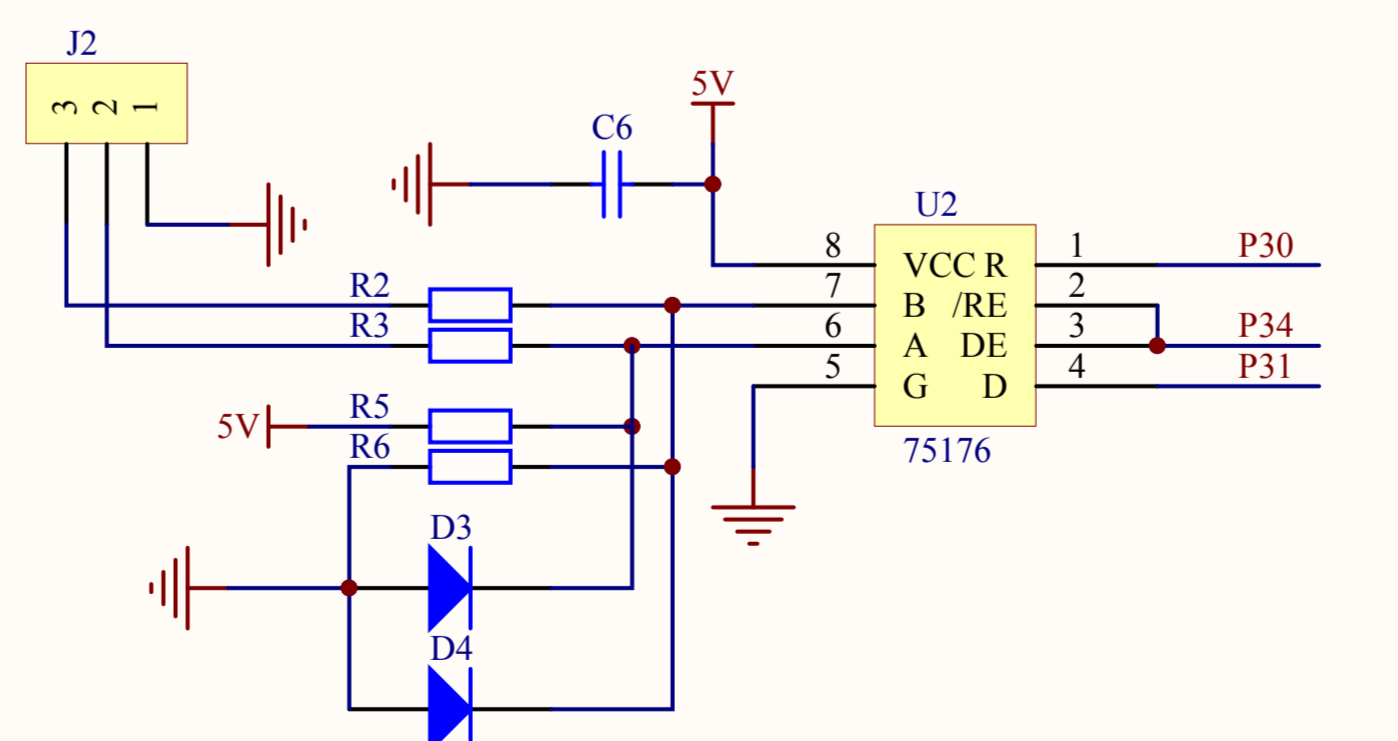 J2
3 2 1
5V
C6
U2
8 VCC R 1 P30
R2 7 B /RE 2
R3 6 A DE 3 P34
5 G D 4 P31
5V R5
R6
75176
D3
D4